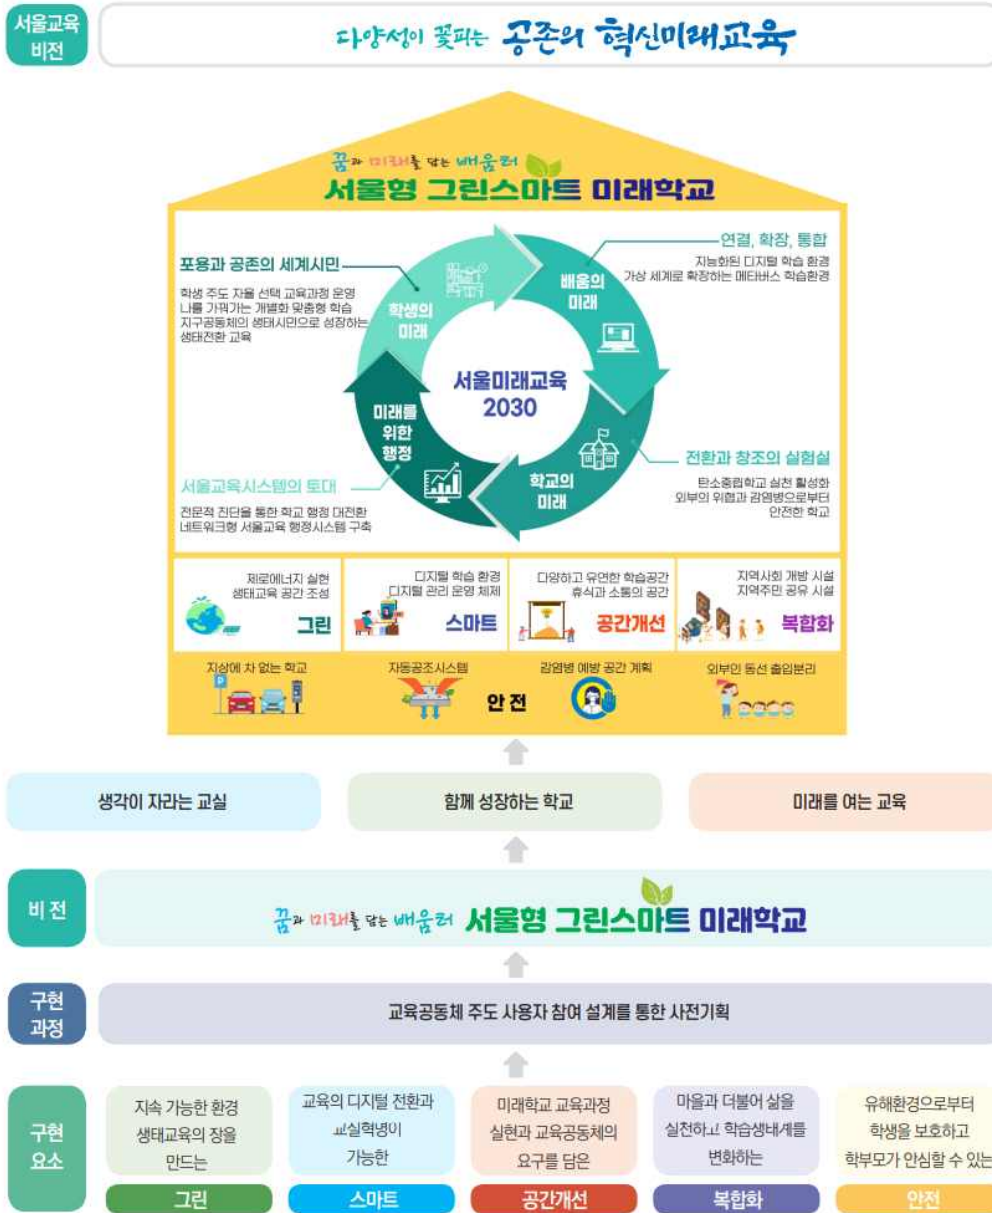 서울교육
비전
다양성이 꽃피는 공존의 혁신미래교육
꿈과 미래를 담는 배움터
서울형 그린스마트 미래학교
포용과 공존의 세계시민
학생 주도 자율 선택 교육과정 운영
나를 가꿔가는 개별화 맞춤형 학습
지구공동체의 생태시민으로 성장하는
생태전환 교육
연결, 확장, 통합
지능화된 디지털 학습 환경
가상 세계로 확장하는 메타버스 학습환경
학생의
미래
배움의
미래
서울미래교육
2030
미래를
위한
행정
학교의
미래
서울교육시스템의 토대
전문적 진단을 통한 학교 행정 대전환
네트워크형 서울교육 행정시스템 구축
전환과 창조의 실험실
탄소중립학교 실천 활성화
외부의 위협과 감염병으로부터
안전한 학교
제로에너지 실현
생태교육 공간 조성
그린
디지털 학습 환경
디지털 관리 운영 체제
스마트
다양하고 유연한 학습공간
휴식과 소통의 공간
공간개선
지역사회 개방 시설
지역주민 공유 시설
복합화
지상에 차 없는 학교
P
자동공조시스템
안전
감염병 예방 공간 계획
외부인 동선 출입분리
생각이 자라는 교실
함께 성장하는 학교
미래를 여는 교육
비전
꿈과 미래를 담는 배움터 서울형 그린스마트 미래학교
구현
과정
교육공동체 주도 사용자 참여 설계를 통한 사전기획
구현
요소
지속 가능한 환경
생태교육의 장을
만드는
그린
교육의 디지털 전환과
교실혁명이
가능한
스마트
미래학교 교육과정
실현과 교육공동체의
요구를 담은
공간개선
마을과 더불어 삶을
실천하고 학습생태계를
변화하는
복합화
유해환경으로부터
학생을 보호하고
학부모가 안심할 수 있는
안전